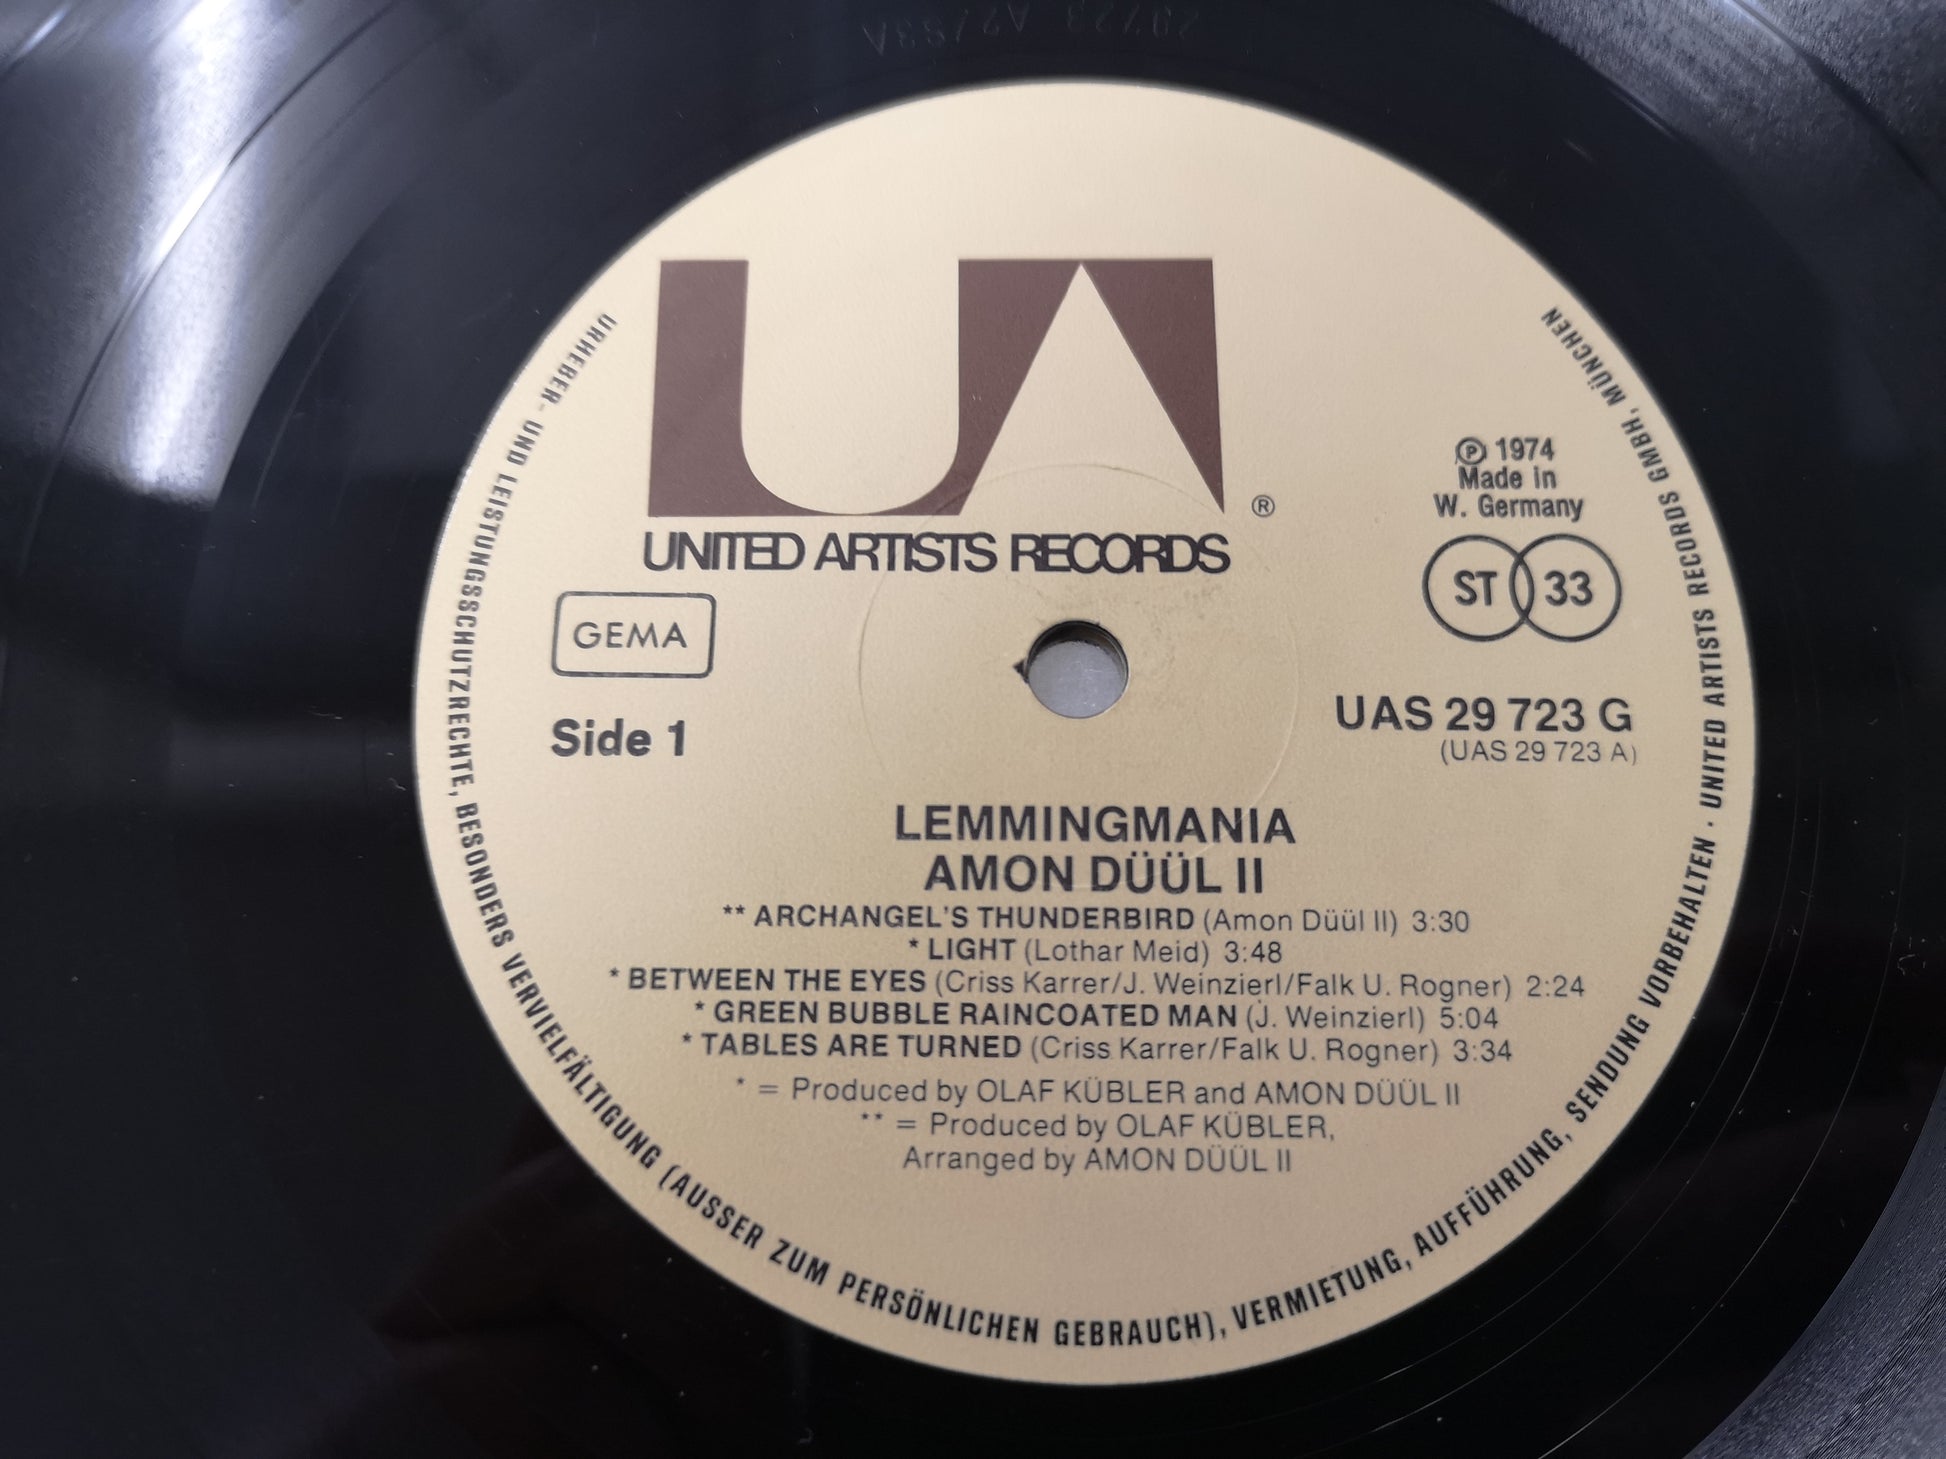 UA
®
UNITED ARTISTS RECORDS
GEMA
Side 1
Ⓟ 1974
Made in
W. Germany
ST 33
UAS 29 723 G
(UAS 29 723 A)
LEMMINGMANIA
AMON DÜÜL II
** ARCHANGEL'S THUNDERBIRD (Amon Düül II) 3:30
* LIGHT (Lothar Meid) 3:48
* BETWEEN THE EYES (Criss Karrer/J. Weinzierl/Falk U. Rogner) 2:24
* GREEN BUBBLE RAINCOATED MAN (J. Weinzierl) 5:04
* TABLES ARE TURNED (Criss Karrer/Falk U. Rogner) 3:34
* = Produced by OLAF KÜBLER and AMON DÜÜL II
** = Produced by OLAF KÜBLER,
Arranged by AMON DÜÜL II
URHEBER- UND LEISTUNGSSCHUTZRECHTE, BESONDERS VERVIELFÄLTIGUNG (AUSSER ZUM PERSÖNLICHEN GEBRAUCH), VERMIETUNG, AUFFÜHRUNG, SENDUNG VORBEHALTEN · UNITED ARTISTS RECORDS GMBH, MÜNCHEN